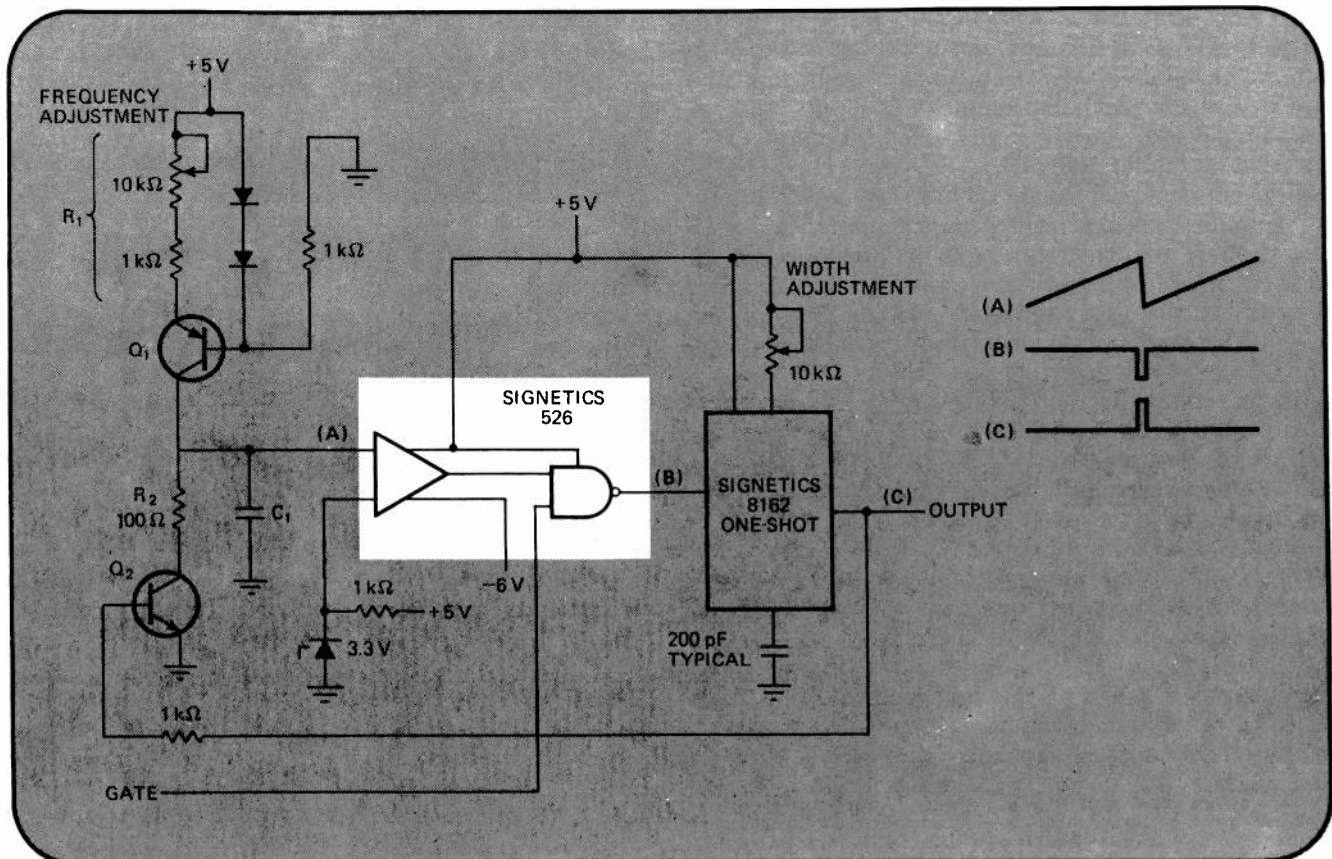 +5 V
FREQUENCY
ADJUSTMENT
10 kΩ
R1
1 kΩ
1 kΩ
Q1
+5 V
WIDTH
ADJUSTMENT
10 kΩ
(A)
(B)
(C)
SIGNETICS
526
(A)
(B)
SIGNETICS
8162
ONE-SHOT
(C)
OUTPUT
R2
100 Ω
C1
Q2
−6 V
1 kΩ
+5 V
3.3 V
200 pF
TYPICAL
1 kΩ
GATE